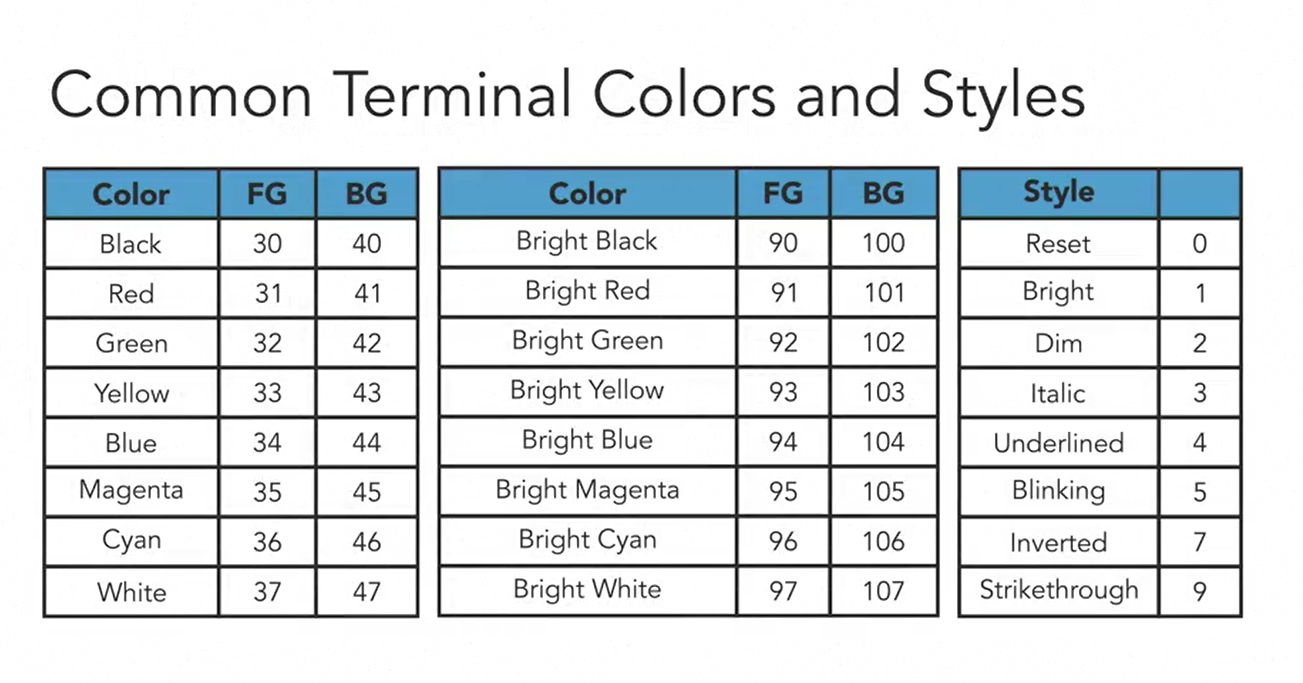 Common Terminal Colors and Styles
Color FG BG
Black 30 40
Red 31 41
Green 32 42
Yellow 33 43
Blue 34 44
Magenta 35 45
Cyan 36 46
White 37 47
Color FG BG
Bright Black 90 100
Bright Red 91 101
Bright Green 92 102
Bright Yellow 93 103
Bright Blue 94 104
Bright Magenta 95 105
Bright Cyan 96 106
Bright White 97 107
Style
Reset 0
Bright 1
Dim 2
Italic 3
Underlined 4
Blinking 5
Inverted 7
Strikethrough 9